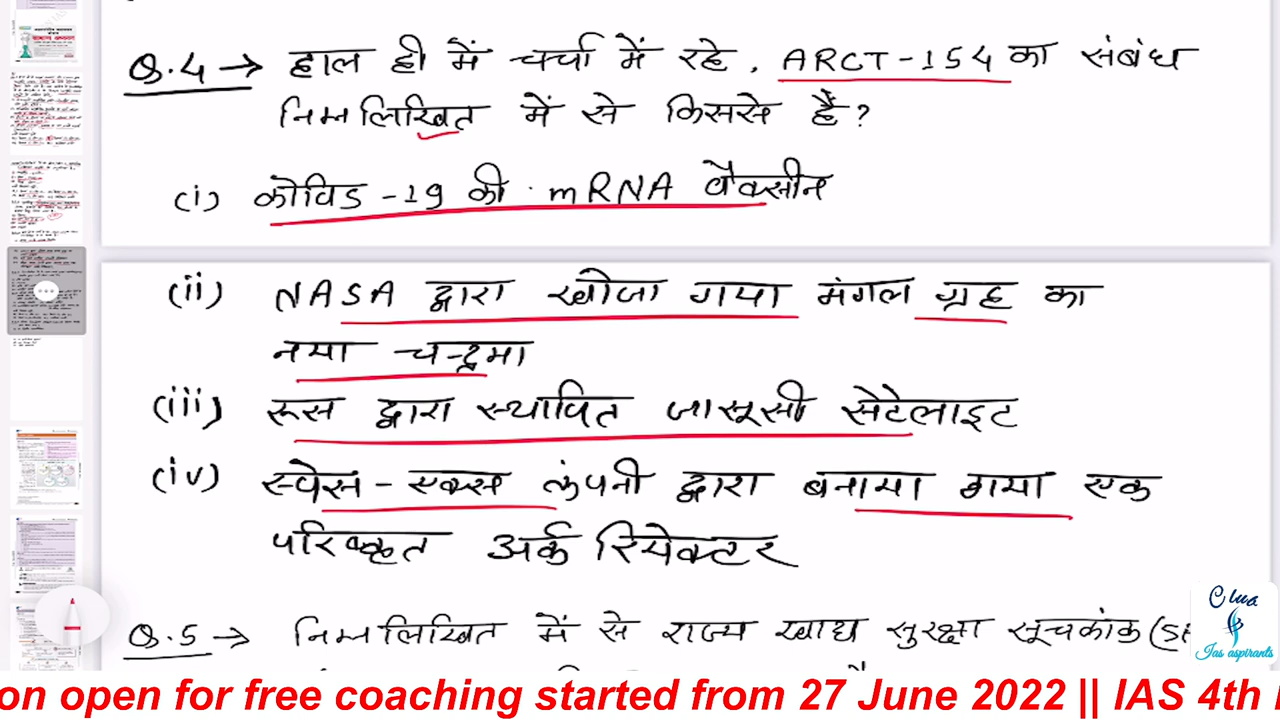 Q.4 → हाल ही में चर्चा में रहे, ARCT-154 का संबंध
निम्नलिखित में से किससे है?
(i) कोविड -19 की mRNA वैक्सीन
(ii) NASA द्वारा खोजा गया मंगल ग्रह का
नया चन्द्रमा
(iii) रूस द्वारा स्थापित जासूसी सेटेलाइट
(iv) स्पेस - एक्स कंपनी द्वारा बनाया गया एक
परिष्कृत अर्क रियेक्टर
Q.5 → निम्नलिखित में से राज्य खाद्य सुरक्षा सूचकांक
Clue
Ias aspirants
on open for free coaching started from 27 June 2022 || IAS 4th